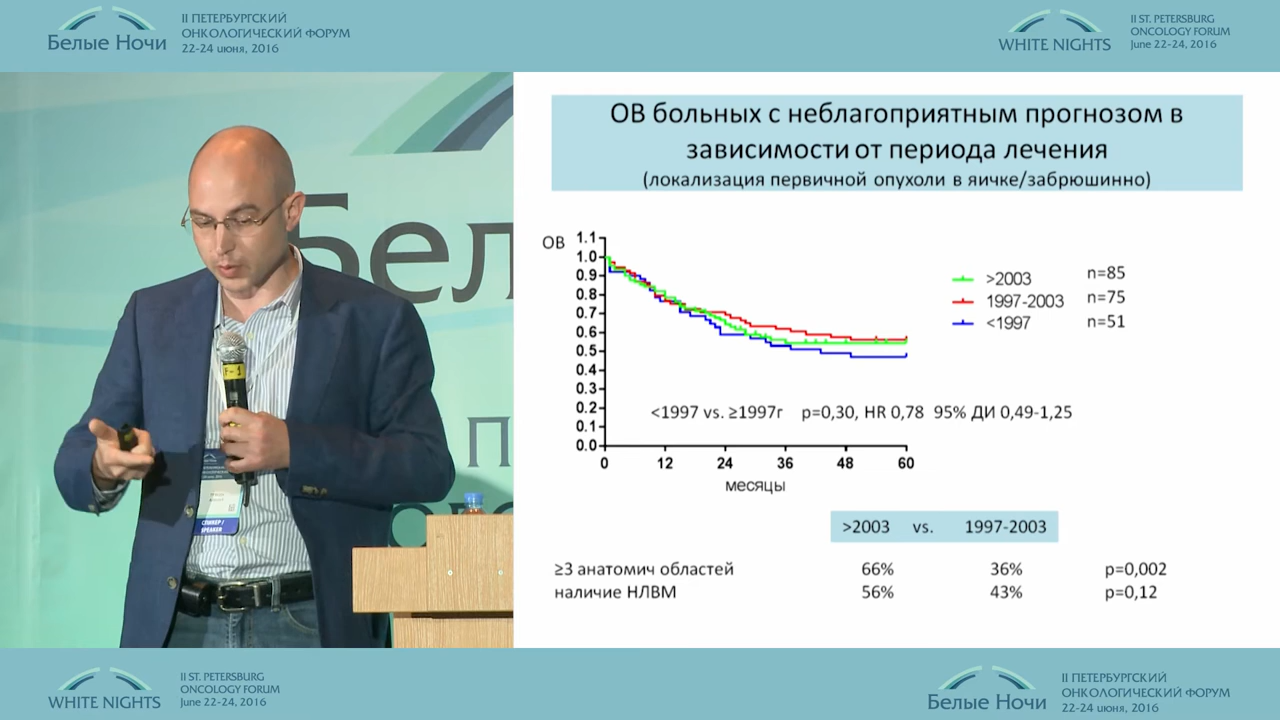 Белые Ночи
II ПЕТЕРБУРГСКИЙ
ОНКОЛОГИЧЕСКИЙ ФОРУМ
22-24 июня, 2016
WHITE NIGHTS
II ST. PETERSBURG
ONCOLOGY FORUM
June 22-24, 2016
Бел
п
F-1
СПИКЕР /
SPEAKER
ОВ больных с неблагоприятным прогнозом в
зависимости от периода лечения
(локализация первичной опухоли в яичке/забрюшинно)
ОВ
1.1
1.0
0.9
0.8
0.7
0.6
0.5
0.4
0.3
0.2
0.1
0.0
0 12 24 36 48 60
месяцы
>2003 n=85
1997-2003 n=75
<1997 n=51
<1997 vs. ≥1997г p=0,30, HR 0,78 95% ДИ 0,49-1,25
>2003 vs. 1997-2003
≥3 анатомич областей 66% 36% p=0,002
наличие НЛВМ 56% 43% p=0,12
WHITE NIGHTS
II ST. PETERSBURG
ONCOLOGY FORUM
June 22-24, 2016
Белые Ночи
II ПЕТЕРБУРГСКИЙ
ОНКОЛОГИЧЕСКИЙ ФОРУМ
22-24 июня, 2016